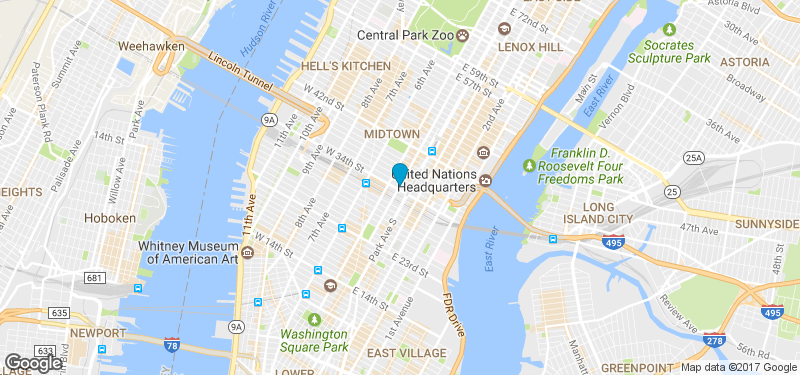 Weehawken
Hudson River
Lincoln Tunnel
Paterson Plank Rd
Summit Ave
Palisade Ave
Park Ave
Willow Ave
14th St
HEIGHTS
Hoboken
681
635
633
NEWPORT
Blvd
LAGE
78
Central Park Zoo
E 72nd St
LENOX HILL
HELL'S KITCHEN
W 42nd St
8th Ave
7th Ave
6th Ave
E 59th St
E 57th St
2nd Ave
9A
11th Ave
10th Ave
9th Ave
MIDTOWN
W 34th St
United Nations
Headquarters
8th Ave
7th Ave
11th Ave
Whitney Museum
of American Art
W 14th St
Park Ave S
E 23rd St
E 14th St
1st Avenue
FDR Drive
East River
9A
Washington
Square Park
EAST VILLAGE
LOWER
East River
Main St
Vernon Blvd
Socrates
Sculpture Park
Astoria Blvd
ASTORIA
Broadway
36th Ave
Franklin D.
Roosevelt Four
Freedoms Park
25A
25
LONG
ISLAND CITY
SUNNYSIDE
47th Ave
48th St
495
495
Review Ave
278
56th Rd
Manhat
GREENPOINT
Google
Google
Map data ©2017 Google